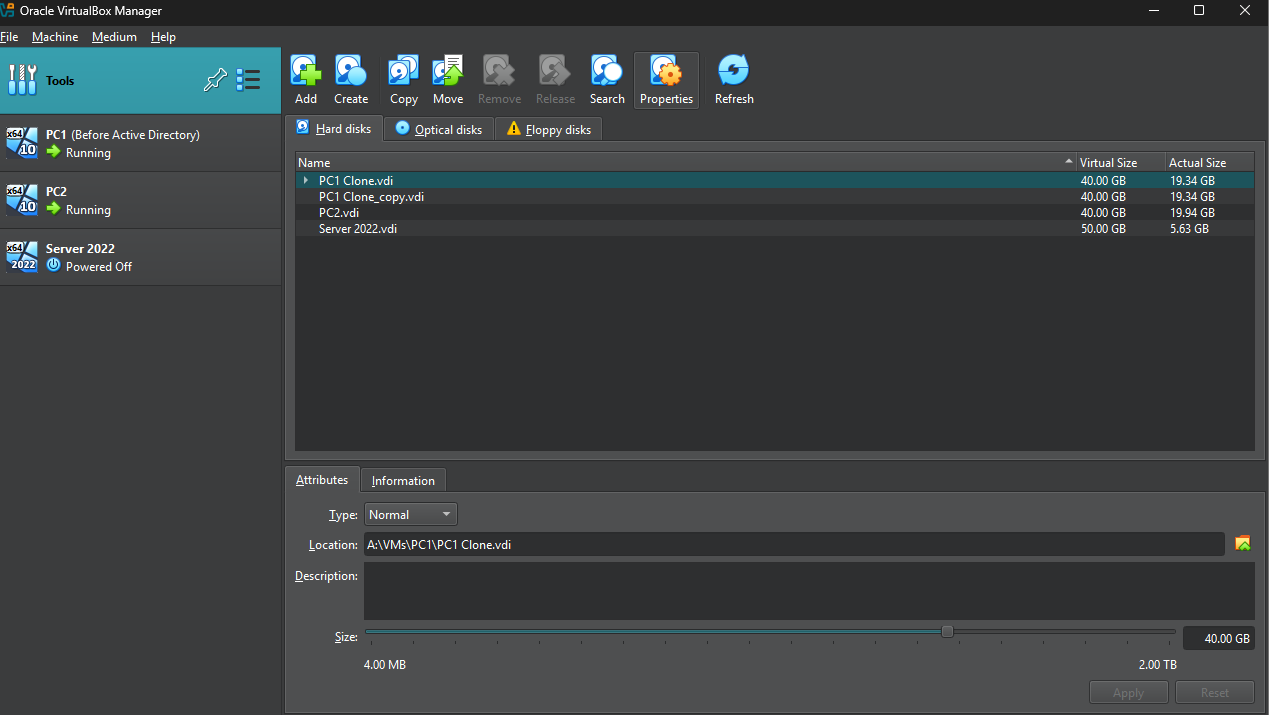 Oracle VirtualBox Manager
File Machine Medium Help
Tools
Add Create Copy Move Remove Release Search Properties Refresh
x64 10 PC1 (Before Active Directory)
Running
x64 10 PC2
Running
x64 2022 Server 2022
Powered Off
Hard disks Optical disks Floppy disks
Name Virtual Size Actual Size
PC1 Clone.vdi 40.00 GB 19.34 GB
PC1 Clone_copy.vdi 40.00 GB 19.34 GB
PC2.vdi 40.00 GB 19.94 GB
Server 2022.vdi 50.00 GB 5.63 GB
Attributes Information
Type: Normal
Location: A:\VMs\PC1\PC1 Clone.vdi
Description:
Size: 40.00 GB
4.00 MB 2.00 TB
Apply Reset